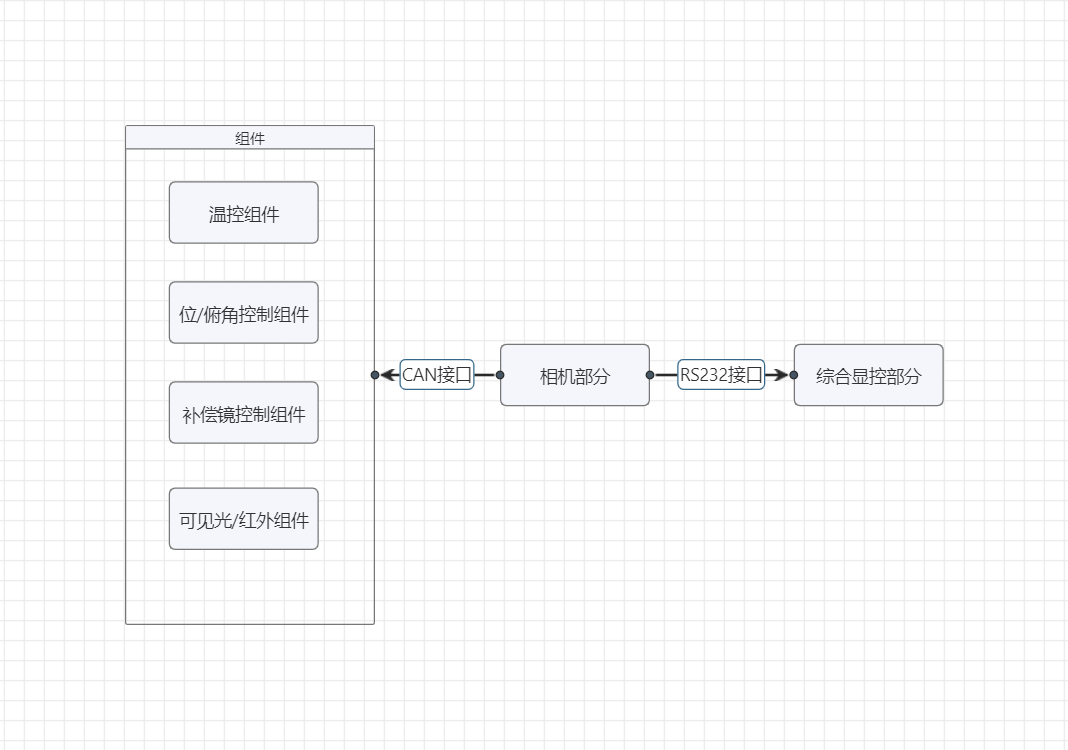 组件
温控组件
位/俯角控制组件
补偿镜控制组件
可见光/红外组件
CAN接口
相机部分
RS232接口
综合显控部分